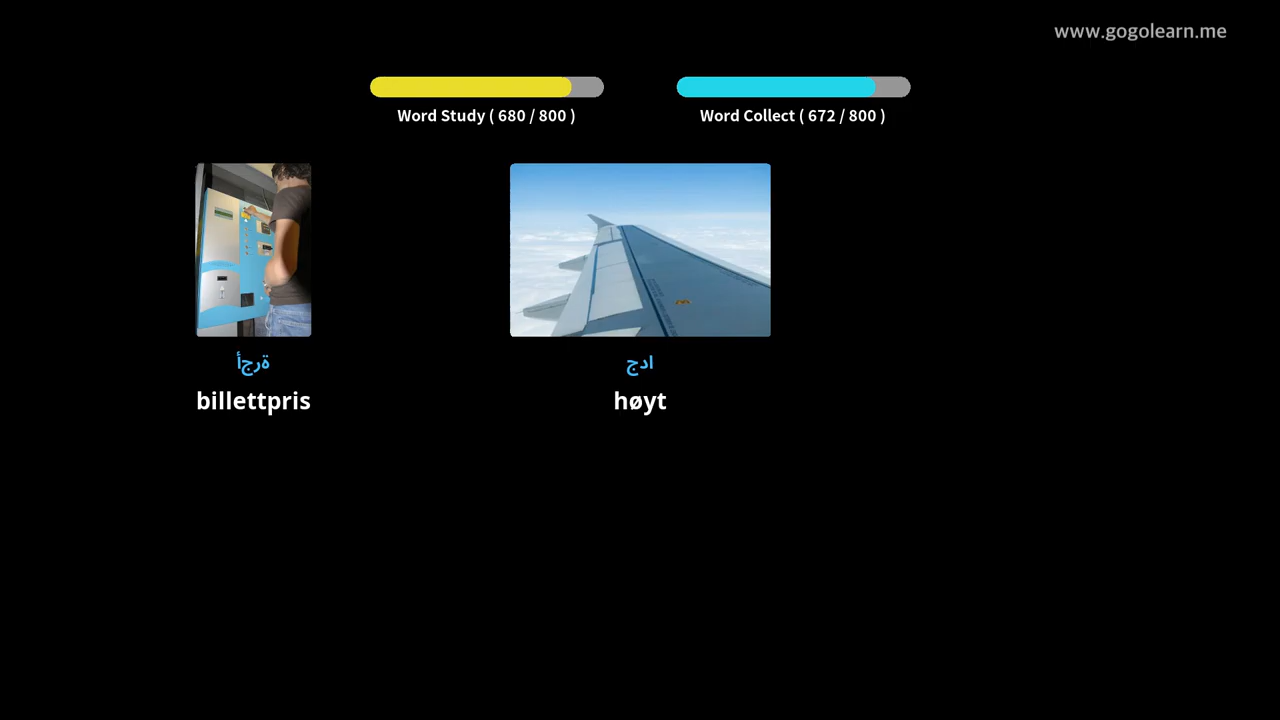 www.gogolearn.me
Word Study ( 680 / 800 )
Word Collect ( 672 / 800 )
ةرجأ
billettpris
ادج
høyt